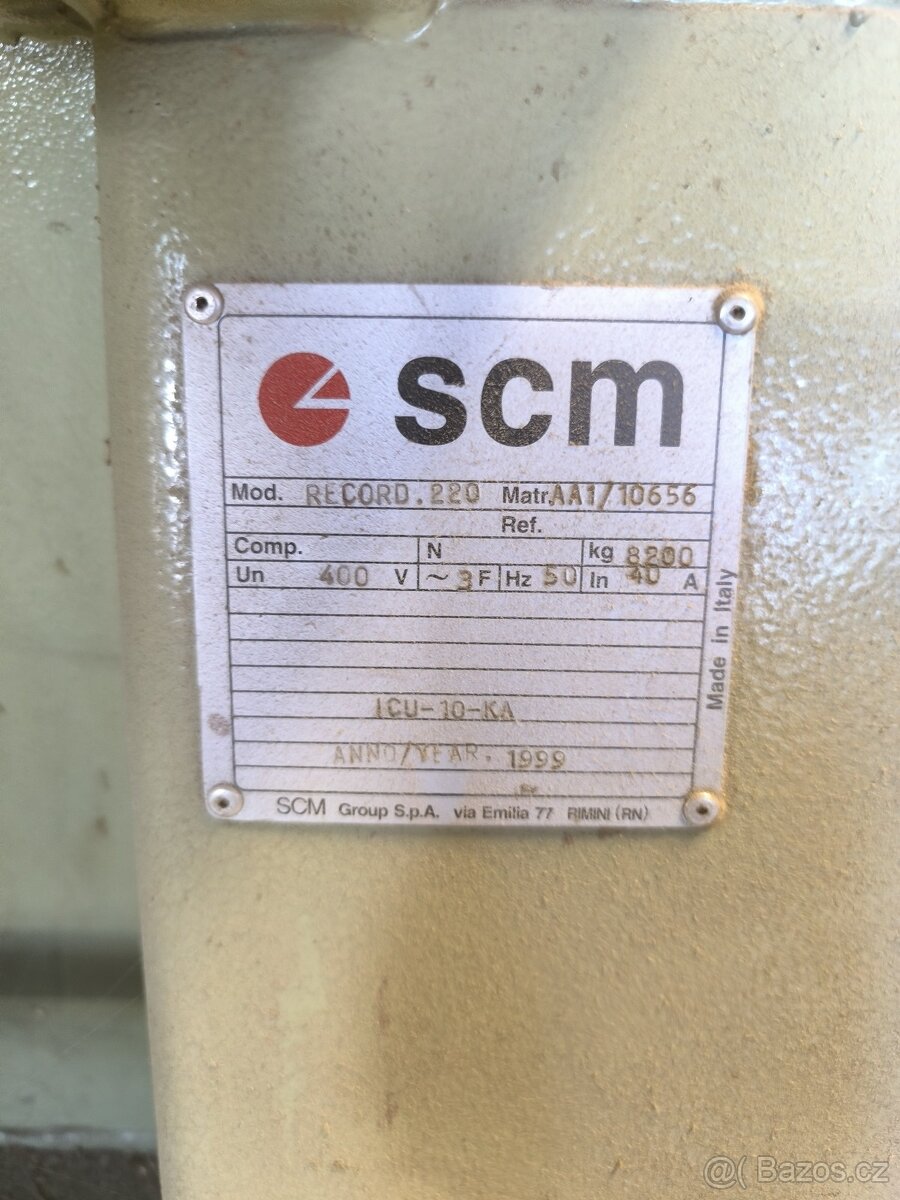 scm
Mod. RECORD.220 Matr. AA1/10656
Ref.
Comp. N kg 8200
Un 400 V ~ 3 F Hz 50 In 40 A
ICU-10-KA
ANNO/YEAR. 1999
SCM Group S.p.A. via Emilia 77 RIMINI (RN)
Made in Italy
@( Bazos.cz